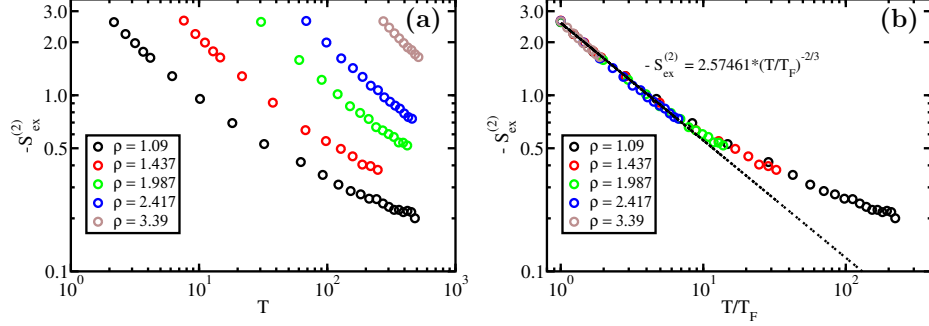 (a)
3.0
2.0
1.0
0.5
0.1
-S_ex^(2)
ρ = 1.09
ρ = 1.437
ρ = 1.987
ρ = 2.417
ρ = 3.39
10^0 10^1 10^2 10^3
T
(b)
3.0
2.0
1.0
0.5
0.1
- S_ex^(2)
- S_ex^(2) = 2.57461*(T/T_F)^-2/3
ρ = 1.09
ρ = 1.437
ρ = 1.987
ρ = 2.417
ρ = 3.39
10^0 10^1 10^2
T/T_F